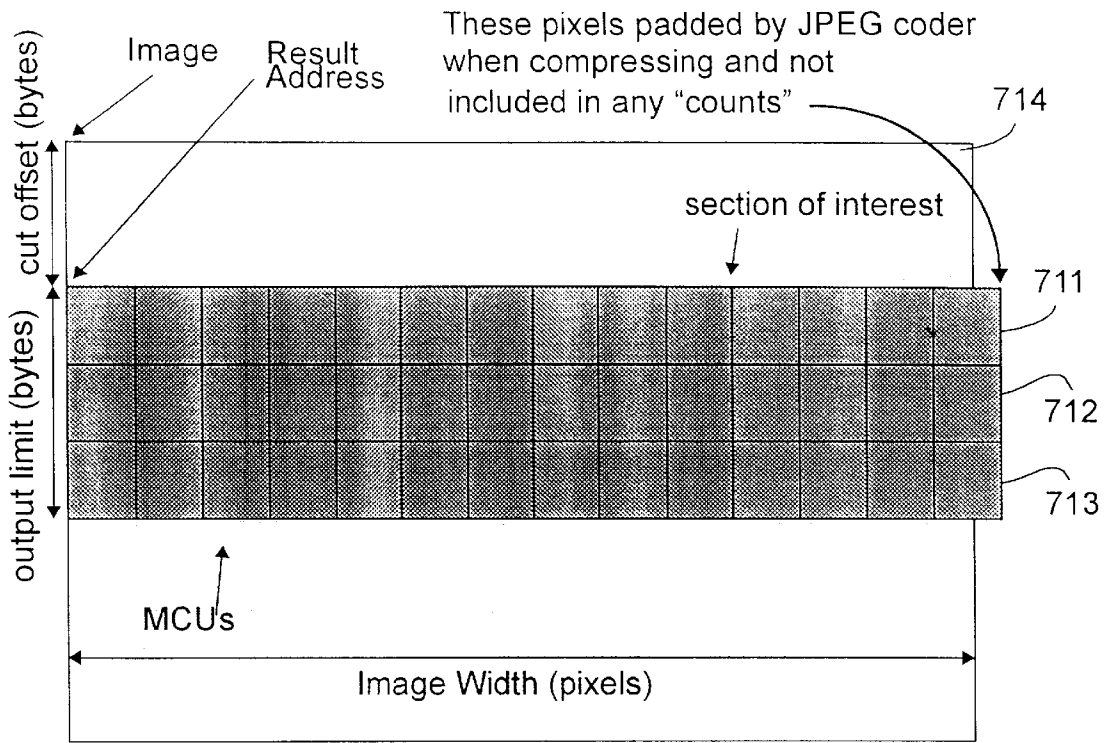 These pixels padded by JPEG coder
when compressing and not
included in any “counts”
Image
Result
Address
714
cut offset (bytes)
section of interest
711
output limit (bytes)
712
713
MCUs
Image Width (pixels)